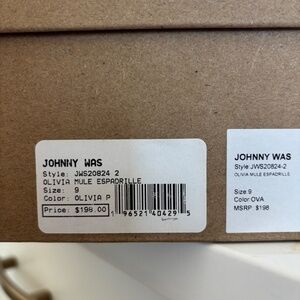 JOHNNY WAS
Style: JWS20824 2
OLIVIA MULE ESPADRILLE
Size: 9
Color: OLIVIA P
Price: $198.00
1 96521 40429 5
JOHNNY WAS
Style:JWS20824-2
OLIVIA MULE ESPADRILLE
Size:9
Color:OVA
MSRP: $198